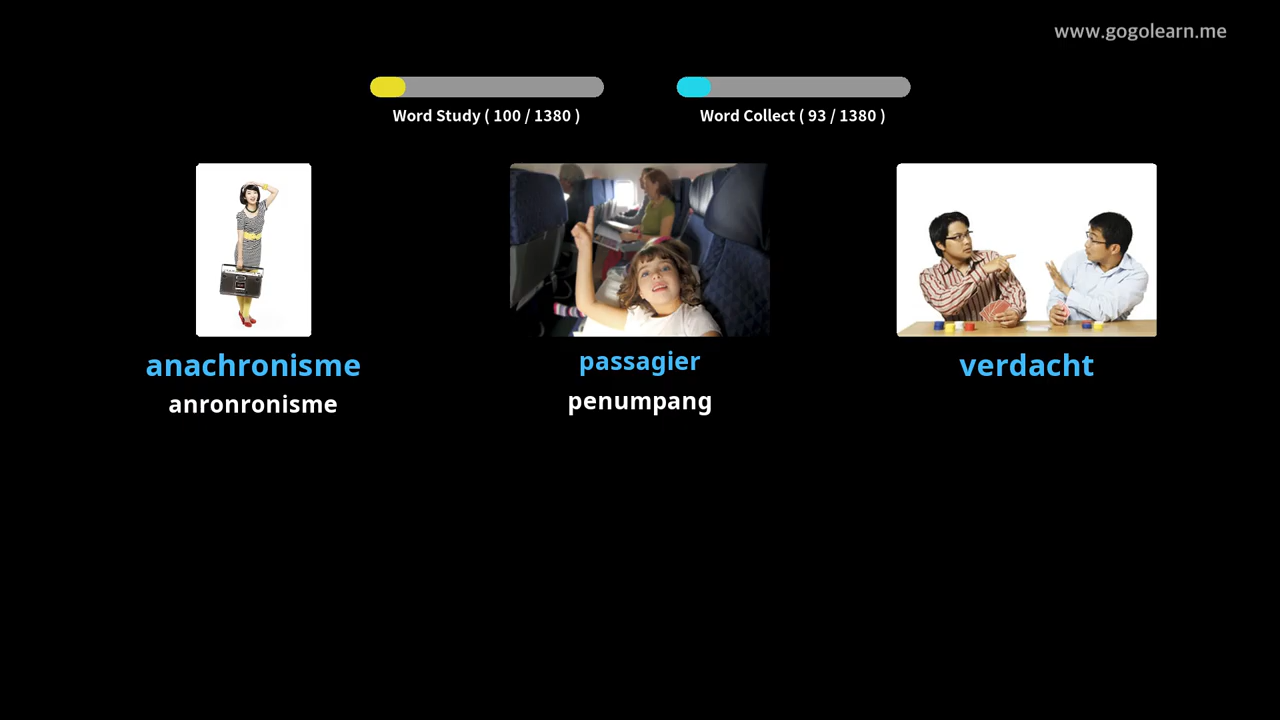 www.gogolearn.me
Word Study ( 100 / 1380 )
Word Collect ( 93 / 1380 )
anachronisme
anronronisme
passagier
penumpang
verdacht